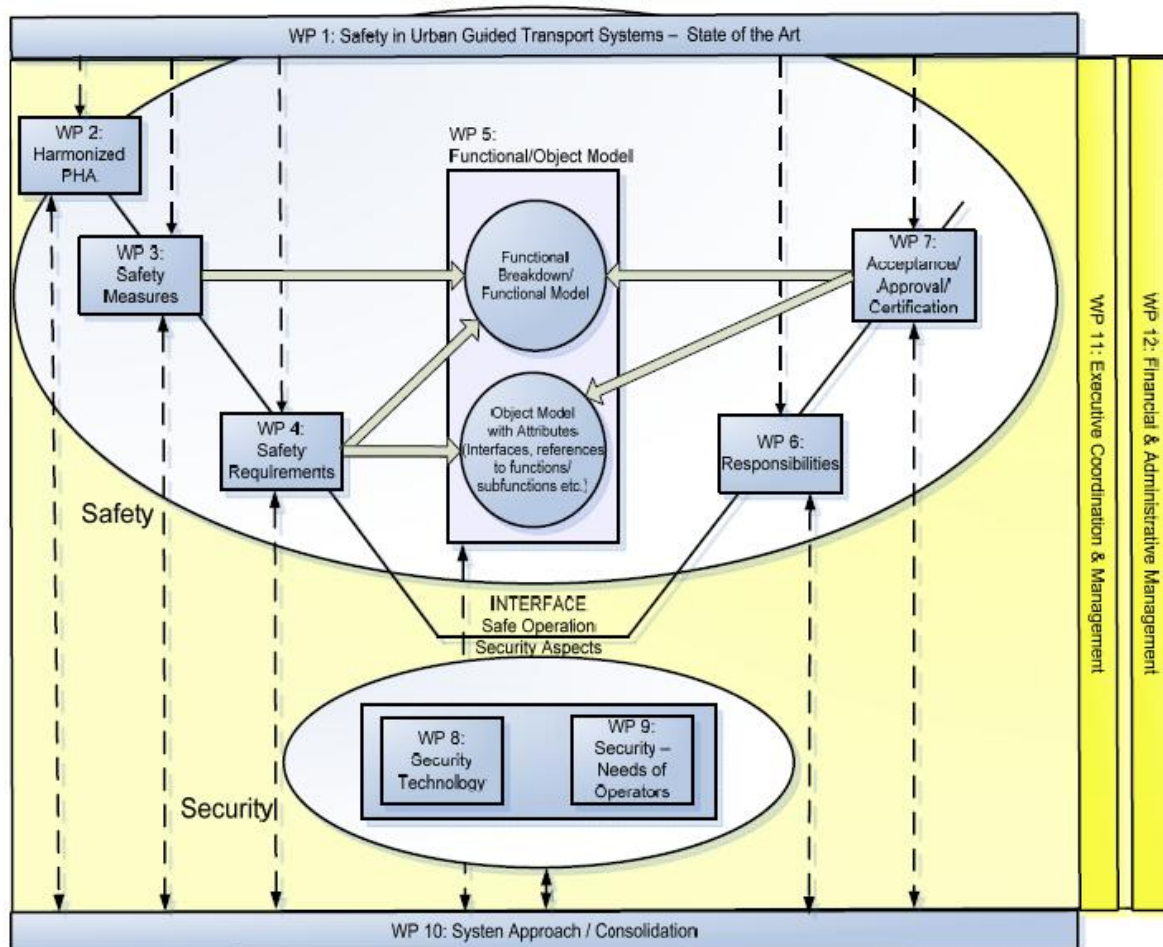 WP 1: Safety in Urban Guided Transport Systems – State of the Art
WP 2:
Harmonized
PHA.
WP 3:
Safety
Measures
WP 4:
Safety
Requirements
WP 5:
Functional/Object Model
Functional
Breakdown/
Functional Model
Object Model
with Attributes
(Interfaces, references
to functions/
subfunctions etc.)
WP 7:
Acceptance/
Approval/
Certification
WP 6:
Responsibilities
Safety
INTERFACE
Safe Operation
Security Aspects
WP 8:
Security
Technology
WP 9:
Security –
Needs of
Operators
Security
WP 10: Systen Approach / Consolidation
WP 11: Executive Coordination & Management
WP 12: Financial & Administrative Management